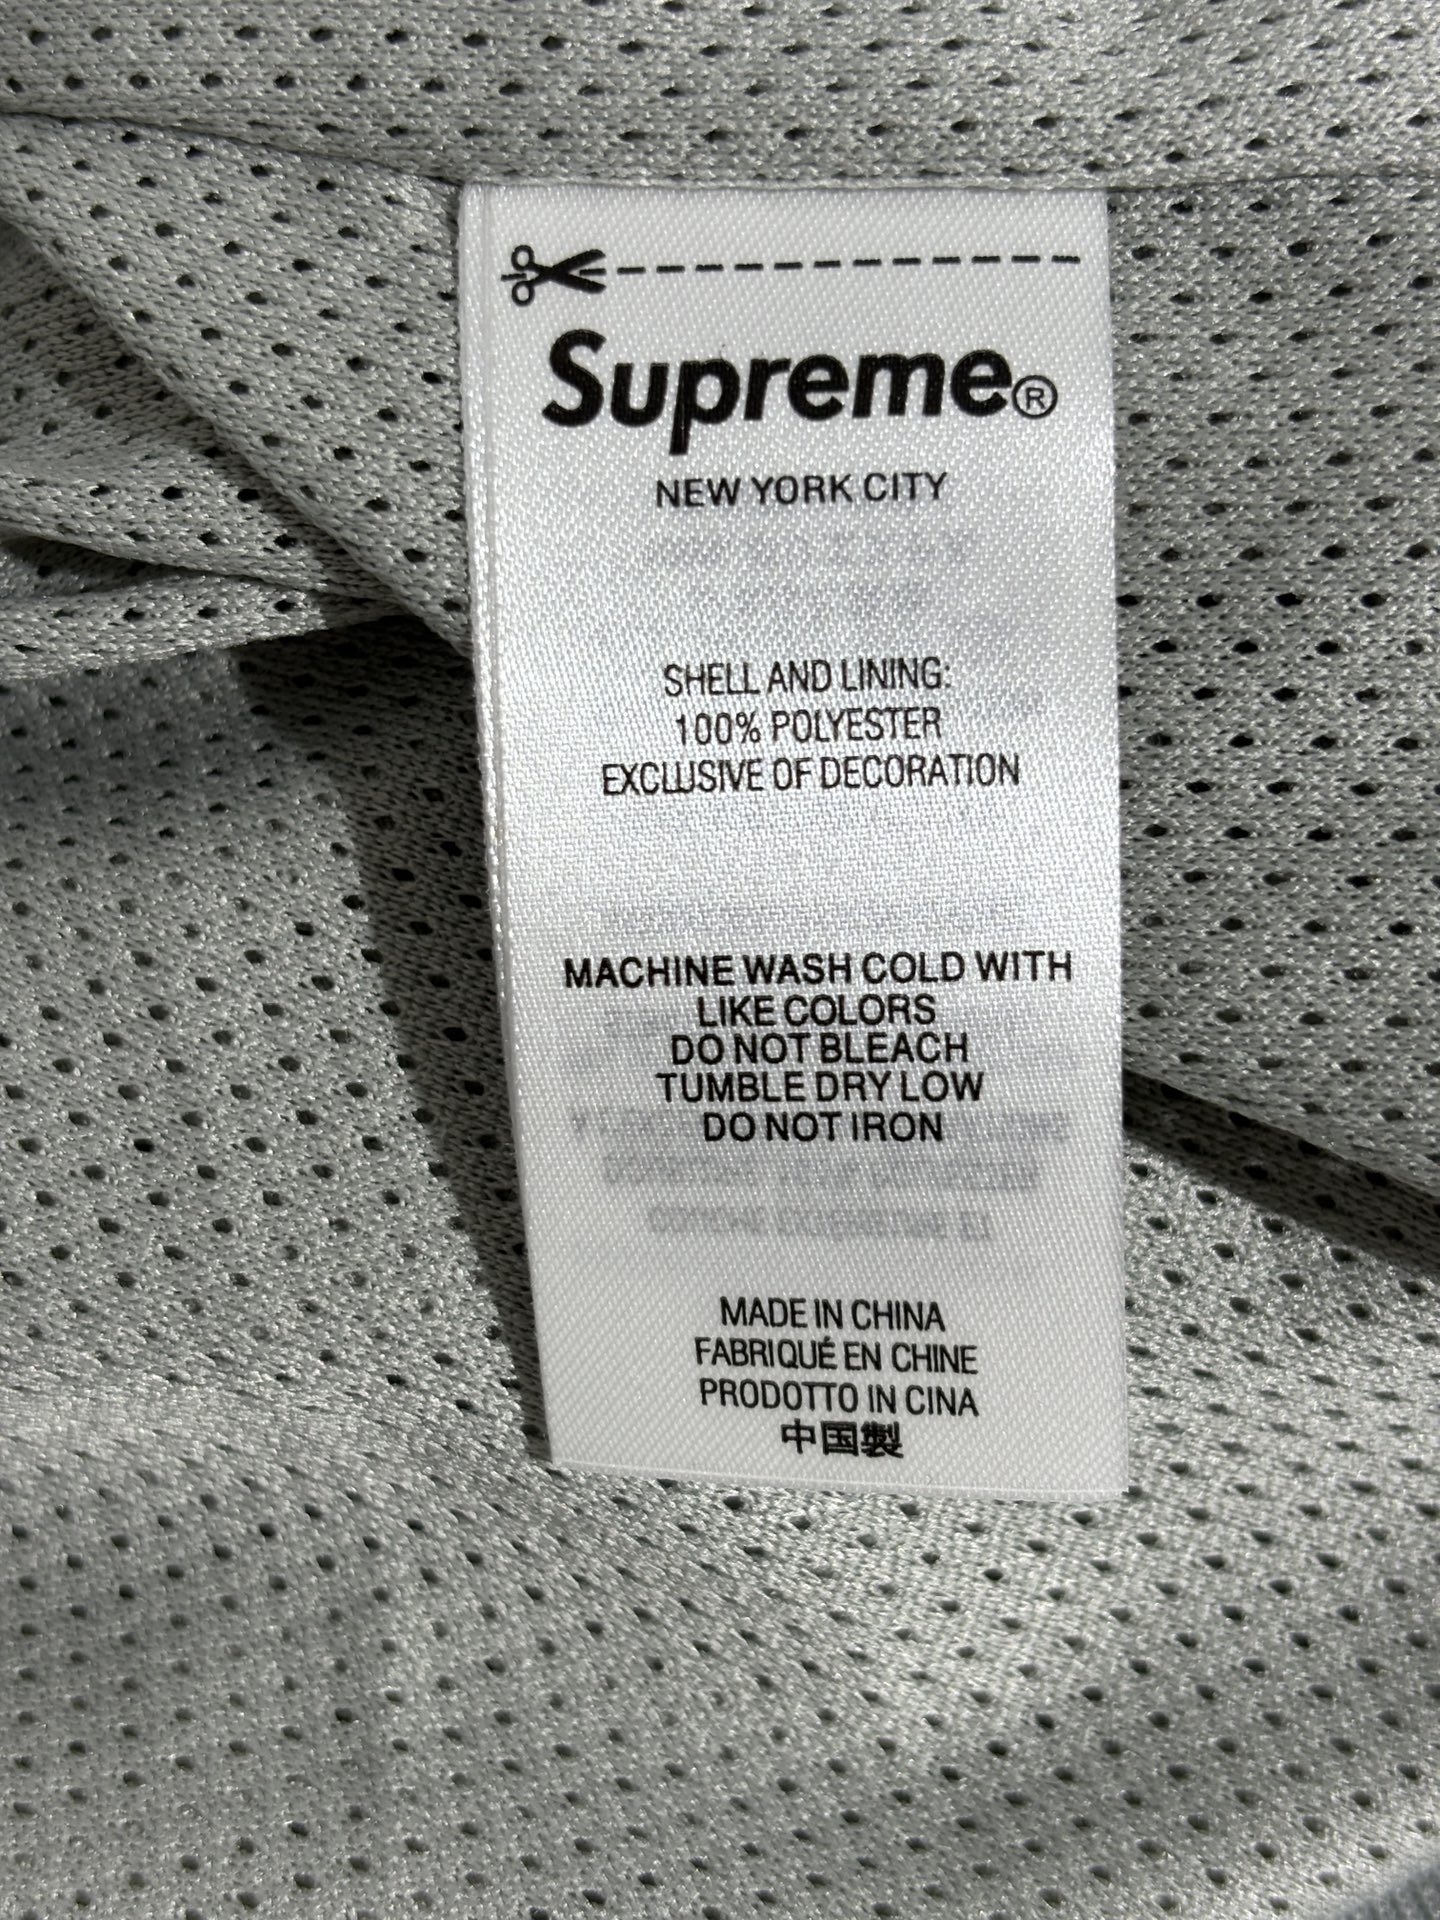 Supreme®
NEW YORK CITY
SHELL AND LINING:
100% POLYESTER
EXCLUSIVE OF DECORATION
MACHINE WASH COLD WITH
LIKE COLORS
DO NOT BLEACH
TUMBLE DRY LOW
DO NOT IRON
MADE IN CHINA
FABRIQUÉ EN CHINE
PRODOTTO IN CINA
中国製